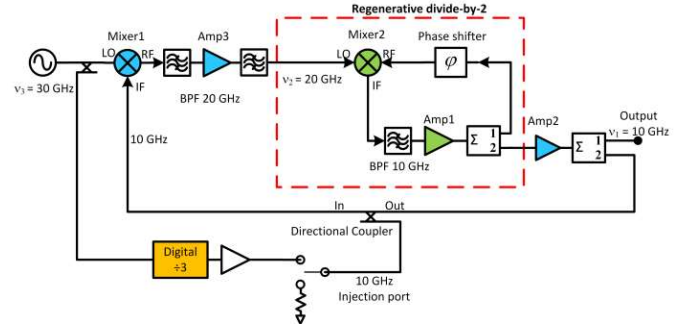 Regenerative divide-by-2
Mixer1
Amp3
Mixer2
Phase shifter
LO
RF
LO
RF
φ
ν₃ = 30 GHz
IF
BPF 20 GHz
ν₂ = 20 GHz
IF
Amp1
Amp2
Output
ν₁ = 10 GHz
10 GHz
Σ 1
2
Σ 1
2
BPF 10 GHz
In
Out
Directional Coupler
Digital
÷3
10 GHz
Injection port